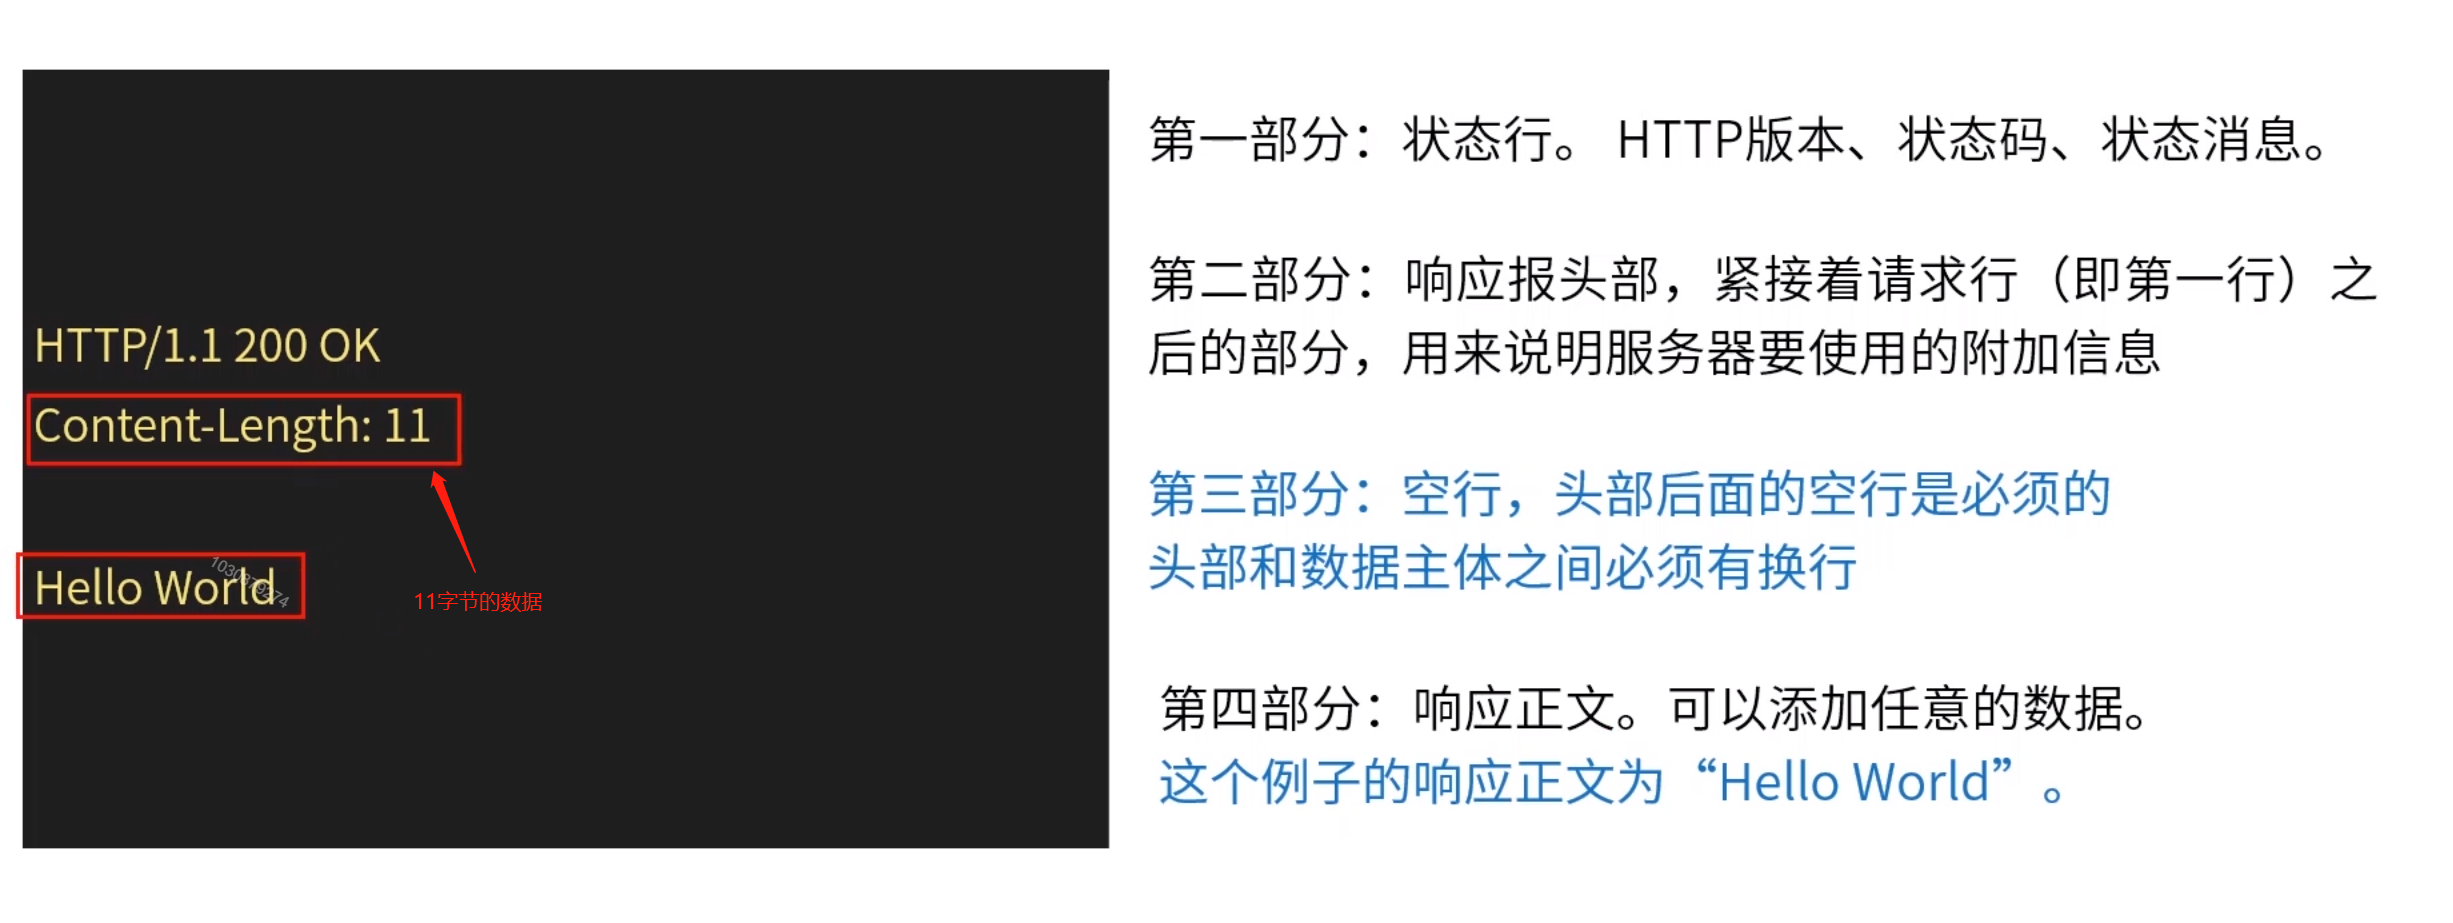 HTTP/1.1 200 OK
Content-Length: 11
11字节的数据
Hello World
第一部分：状态行。 HTTP版本、状态码、状态消息。
第二部分：响应报头部，紧接着请求行（即第一行）之
后的部分，用来说明服务器要使用的附加信息
第三部分：空行，头部后面的空行是必须的
头部和数据主体之间必须有换行
第四部分：响应正文。可以添加任意的数据。
这个例子的响应正文为“Hello World”。